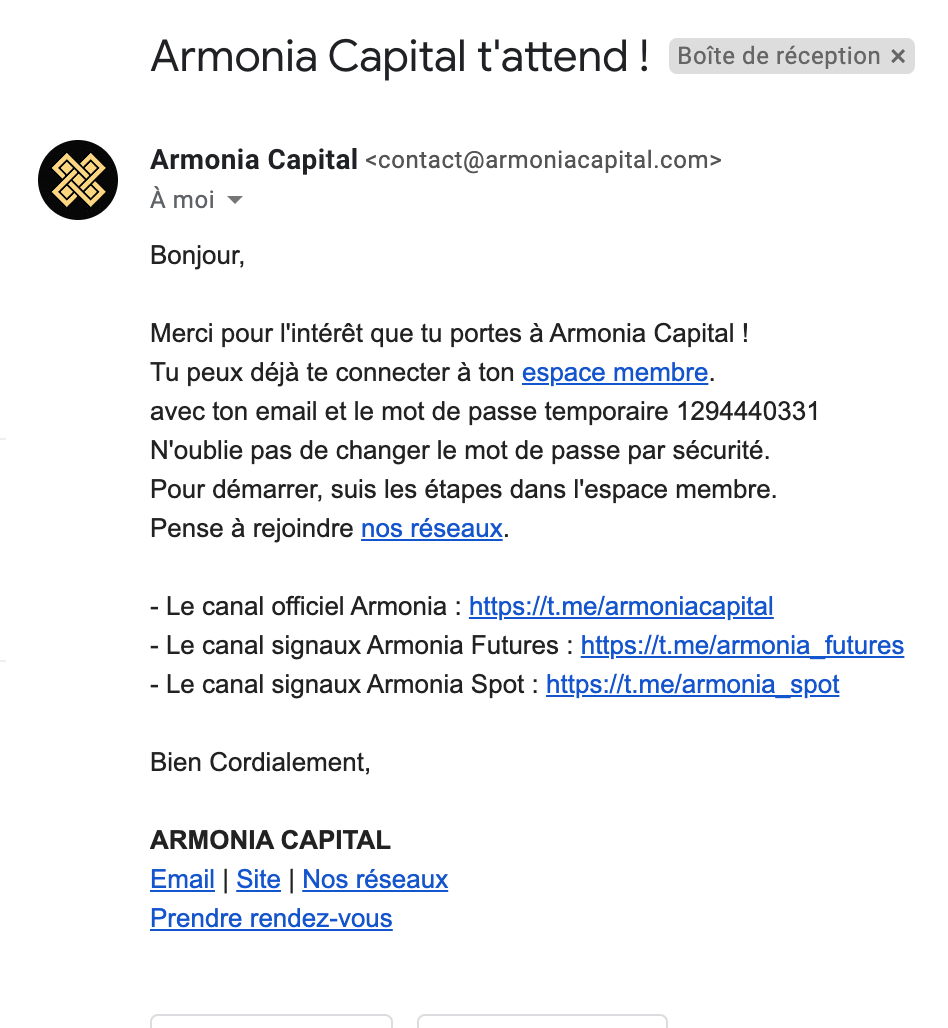 Armonia Capital t'attend !
Boîte de réception ×
Armonia Capital <contact@armoniacapital.com>
À moi
Bonjour,
Merci pour l'intérêt que tu portes à Armonia Capital !
Tu peux déjà te connecter à ton espace membre.
avec ton email et le mot de passe temporaire 1294440331
N'oublie pas de changer le mot de passe par sécurité.
Pour démarrer, suis les étapes dans l'espace membre.
Pense à rejoindre nos réseaux.
- Le canal officiel Armonia : https://t.me/armoniacapital
- Le canal signaux Armonia Futures : https://t.me/armonia_futures
- Le canal signaux Armonia Spot : https://t.me/armonia_spot
Bien Cordialement,
ARMONIA CAPITAL
Email | Site | Nos réseaux
Prendre rendez-vous